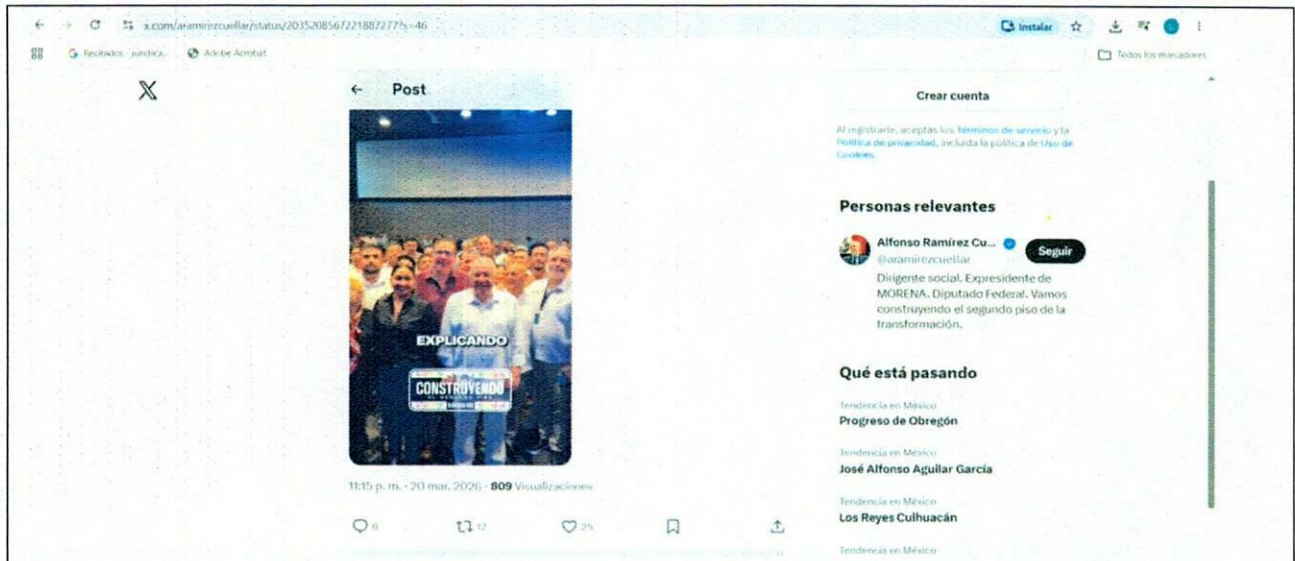 x.com/aramirezcuellar/status/2035208567221887277?s=46
Instalar
Recibidos - juridica...
Adobe Acrobat
Todos los marcadores
Post
Crear cuenta
Al registrarte, aceptas los Términos de servicio y la
Política de privacidad, incluida la política de Uso de
Cookies.
Personas relevantes
Alfonso Ramírez Cu...
Seguir
@aramirezcuellar
Dirigente social. Expresidente de
MORENA. Diputado Federal. Vamos
construyendo el segundo piso de la
transformación.
EXPLICANDO
CONSTRUYENDO
EL SEGUNDO PISO
Qué está pasando
Tendencia en México
Progreso de Obregón
Tendencia en México
José Alfonso Aguilar García
Tendencia en México
Los Reyes Culhuacán
Tendencia en México
11:15 p. m. · 20 mar. 2026 · 809 Visualizaciones
6
12
25